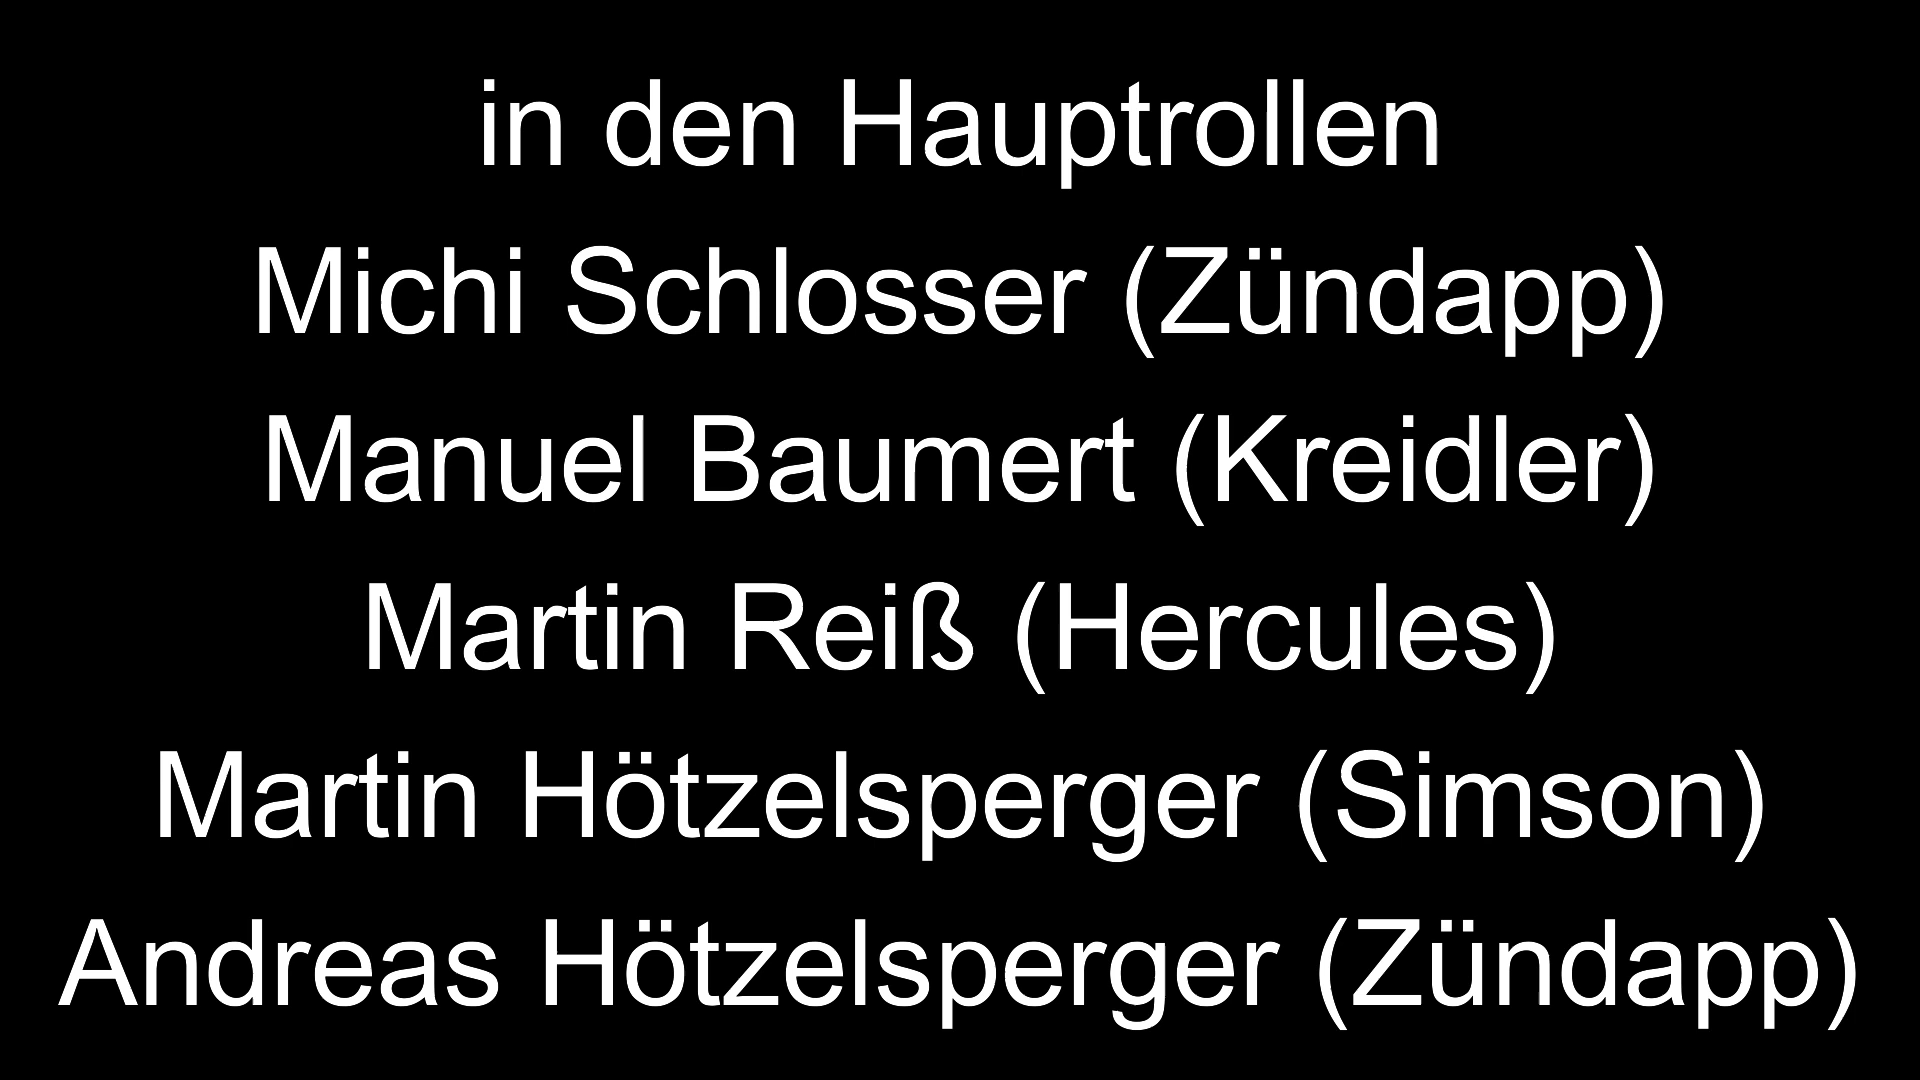 in den Hauptrollen
Michi Schlosser (Zündapp)
Manuel Baumert (Kreidler)
Martin Reiß (Hercules)
Martin Hötzelsperger (Simson)
Andreas Hötzelsperger (Zündapp)